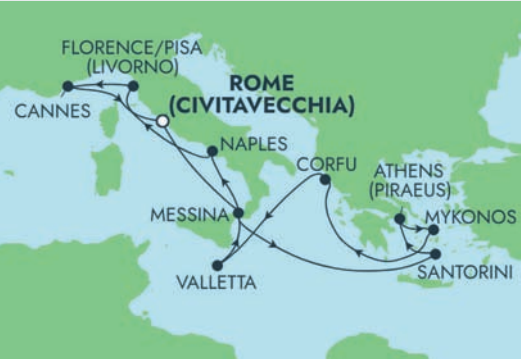 FLORENCE/PISA
(LIVORNO)
ROME
(CIVITAVECCHIA)
CANNES
NAPLES
CORFU
ATHENS
(PIRAEUS)
MESSINA
MYKONOS
SANTORINI
VALLETTA